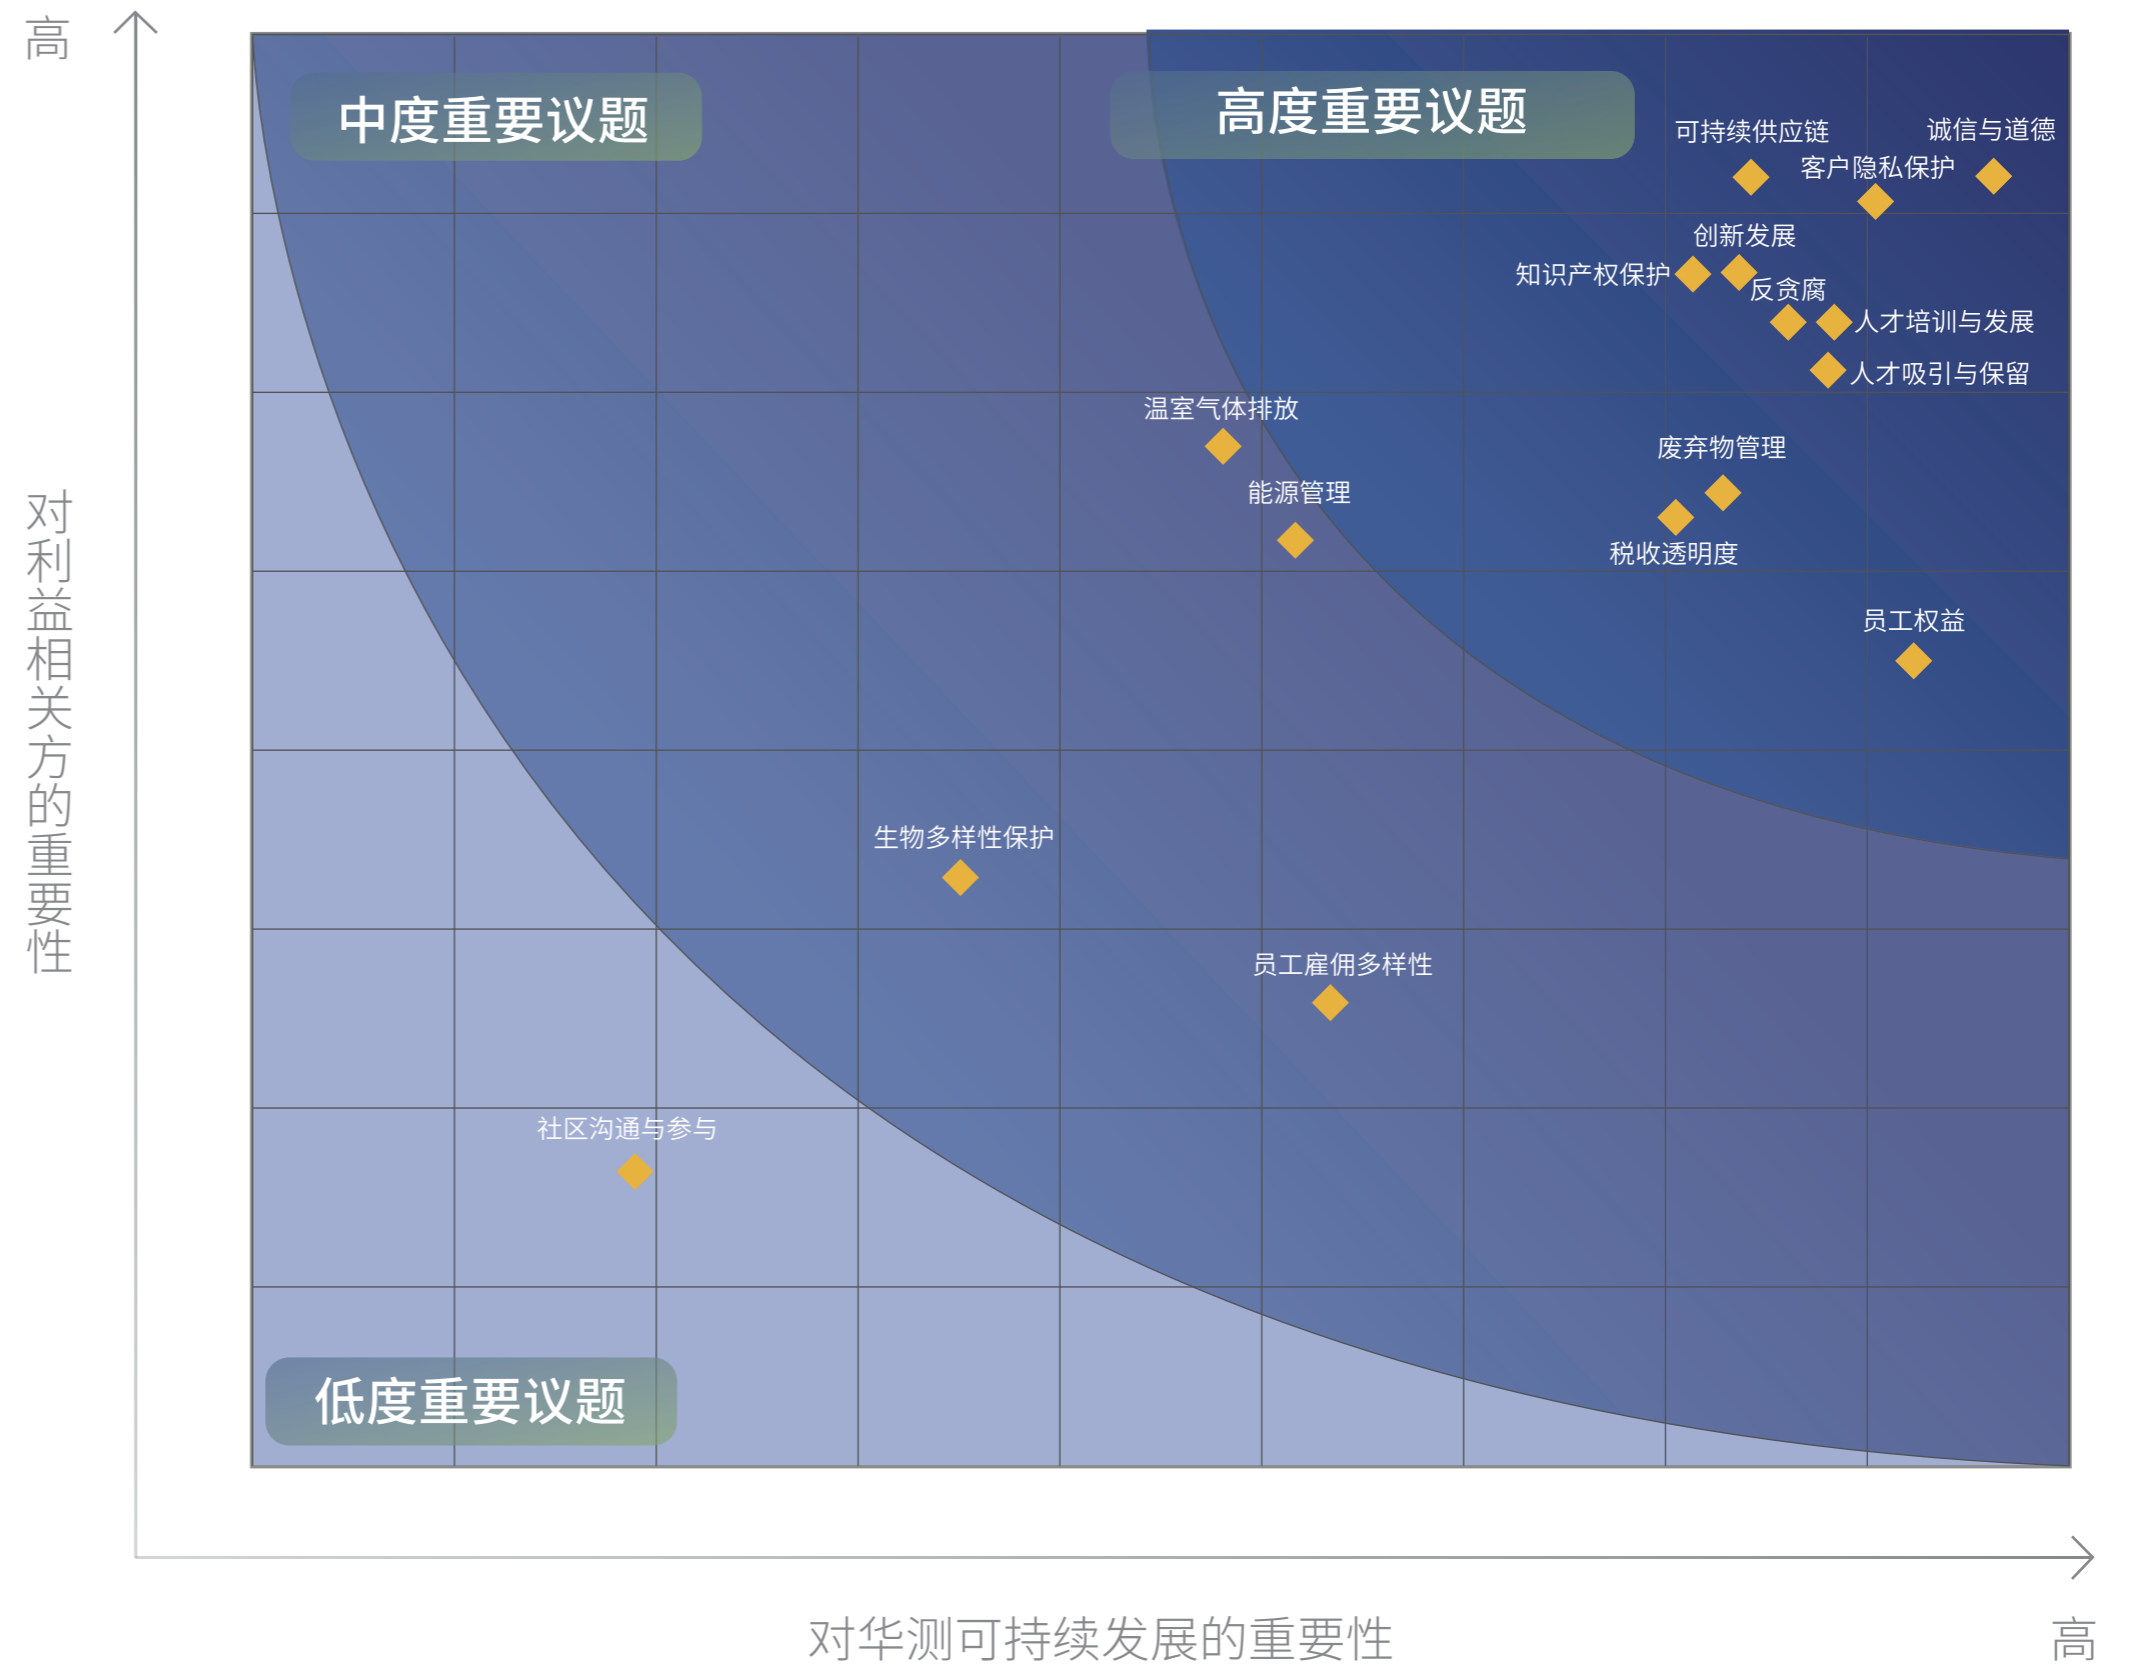 高
对利益相关方的重要性
中度重要议题
高度重要议题
可持续供应链
诚信与道德
客户隐私保护
创新发展
知识产权保护
反贪腐
人才培训与发展
人才吸引与保留
温室气体排放
废弃物管理
能源管理
税收透明度
员工权益
生物多样性保护
员工雇佣多样性
社区沟通与参与
低度重要议题
对华测可持续发展的重要性
高